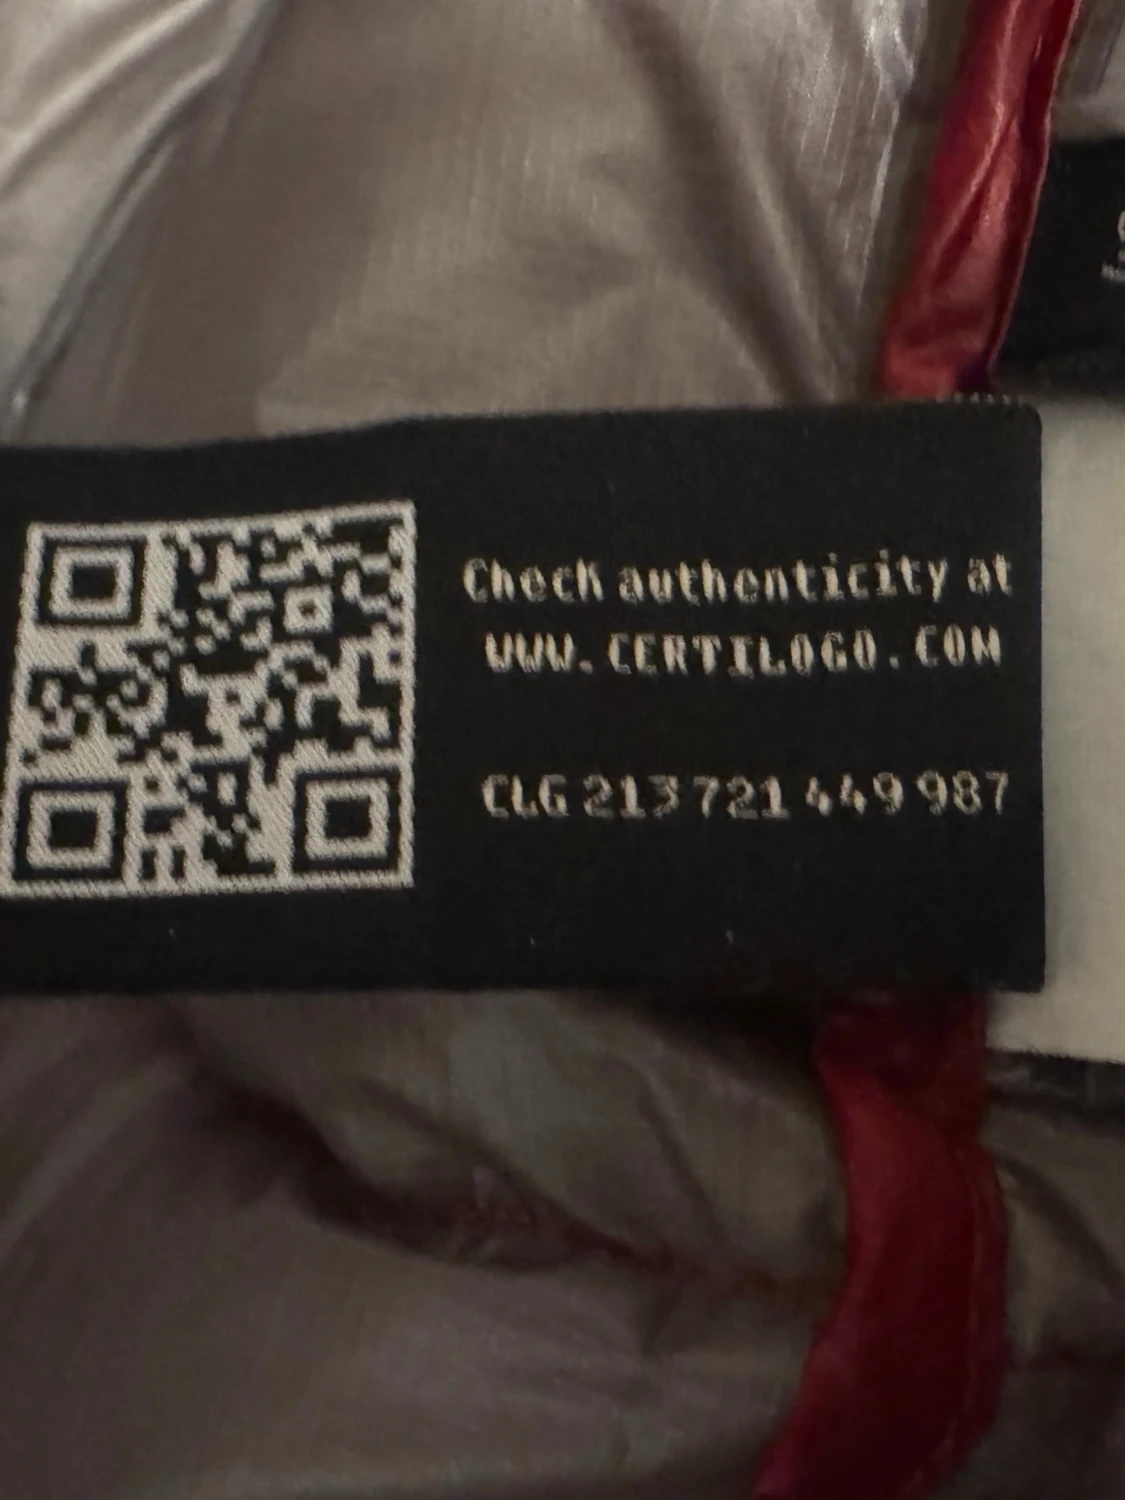 Check authenticity at
WWW.CERTILOGO.COM
CLG 213 721 449 987